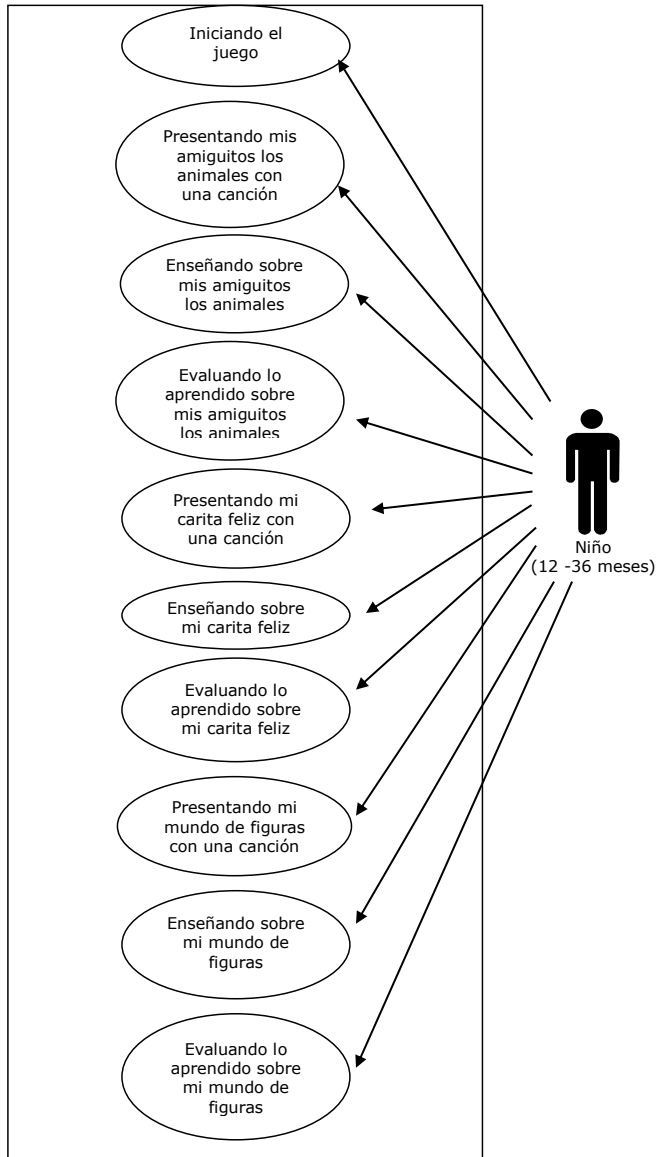 Iniciando el
juego
Presentando mis
amiguitos los
animales con
una canción
Enseñando sobre
mis amiguitos
los animales
Evaluando lo
aprendido sobre
mis amiguitos
los animales
Presentando mi
carita feliz con
una canción
Enseñando sobre
mi carita feliz
Evaluando lo
aprendido sobre
mi carita feliz
Presentando mi
mundo de figuras
con una canción
Enseñando sobre
mi mundo de
figuras
Evaluando lo
aprendido sobre
mi mundo de
figuras
Niño
(12 -36 meses)